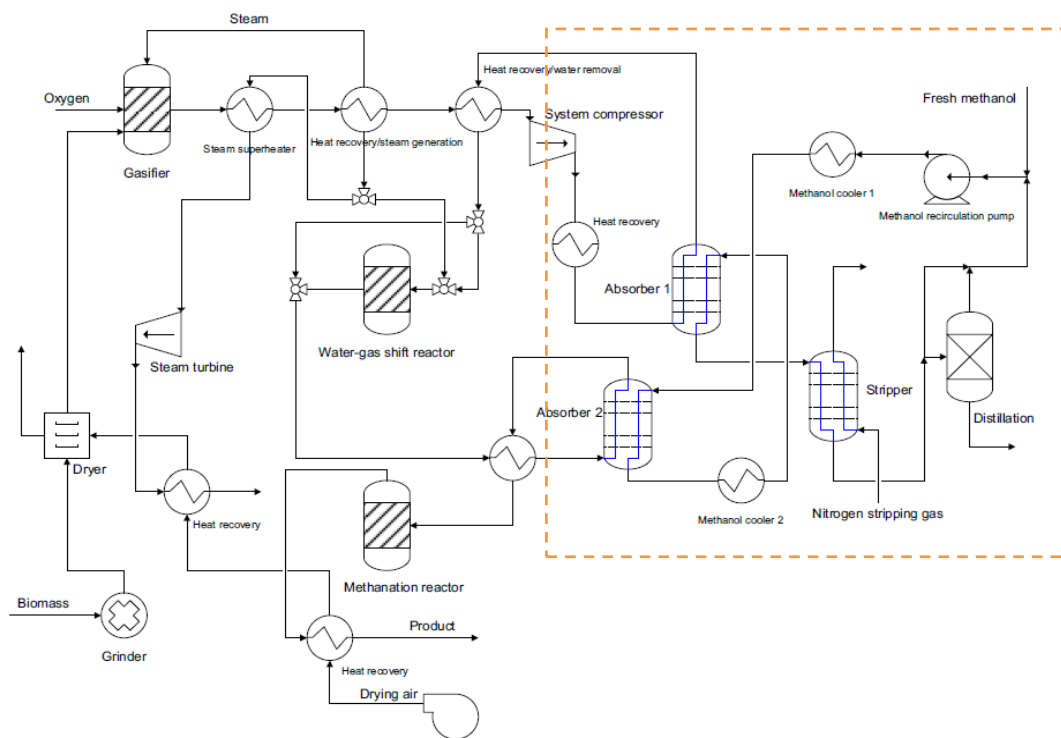 Steam
Heat recovery/water removal
Oxygen
System compressor
Fresh methanol
Steam superheater
Heat recovery/steam generation
Gasifier
Methanol cooler 1
Methanol recirculation pump
Heat recovery
Absorber 1
Water-gas shift reactor
Steam turbine
Stripper
Absorber 2
Distillation
Dryer
Heat recovery
Methanol cooler 2
Nitrogen stripping gas
Methanation reactor
Biomass
Product
Grinder
Heat recovery
Drying air